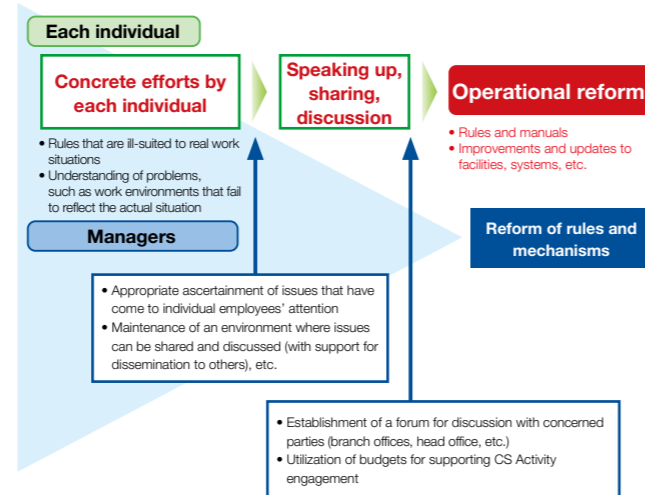 Each individual
Concrete efforts by
each individual
Speaking up,
sharing,
discussion
Operational reform
• Rules that are ill-suited to real work
situations
• Understanding of problems,
such as work environments that fail
to reflect the actual situation
• Rules and manuals
• Improvements and updates to
facilities, systems, etc.
Managers
Reform of rules and
mechanisms
• Appropriate ascertainment of issues that have
come to individual employees’ attention
• Maintenance of an environment where issues
can be shared and discussed (with support for
dissemination to others), etc.
• Establishment of a forum for discussion with concerned
parties (branch offices, head office, etc.)
• Utilization of budgets for supporting CS Activity
engagement